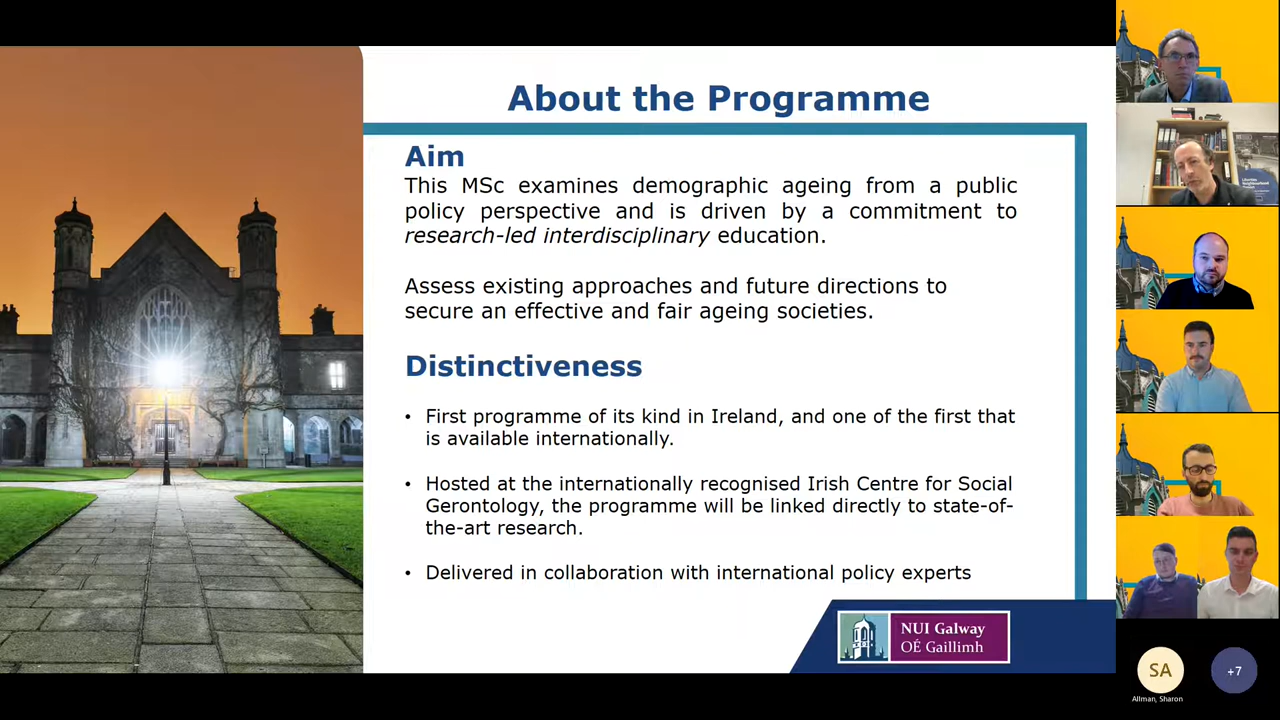 About the Programme
Aim
This MSc examines demographic ageing from a public
policy perspective and is driven by a commitment to
research-led interdisciplinary education.
Assess existing approaches and future directions to
secure an effective and fair ageing societies.
Distinctiveness
• First programme of its kind in Ireland, and one of the first that
is available internationally.
• Hosted at the internationally recognised Irish Centre for Social
Gerontology, the programme will be linked directly to state-of-
the-art research.
• Delivered in collaboration with international policy experts
NUI Galway
OÉ Gaillimh
SA
+7
Allman, Sharon